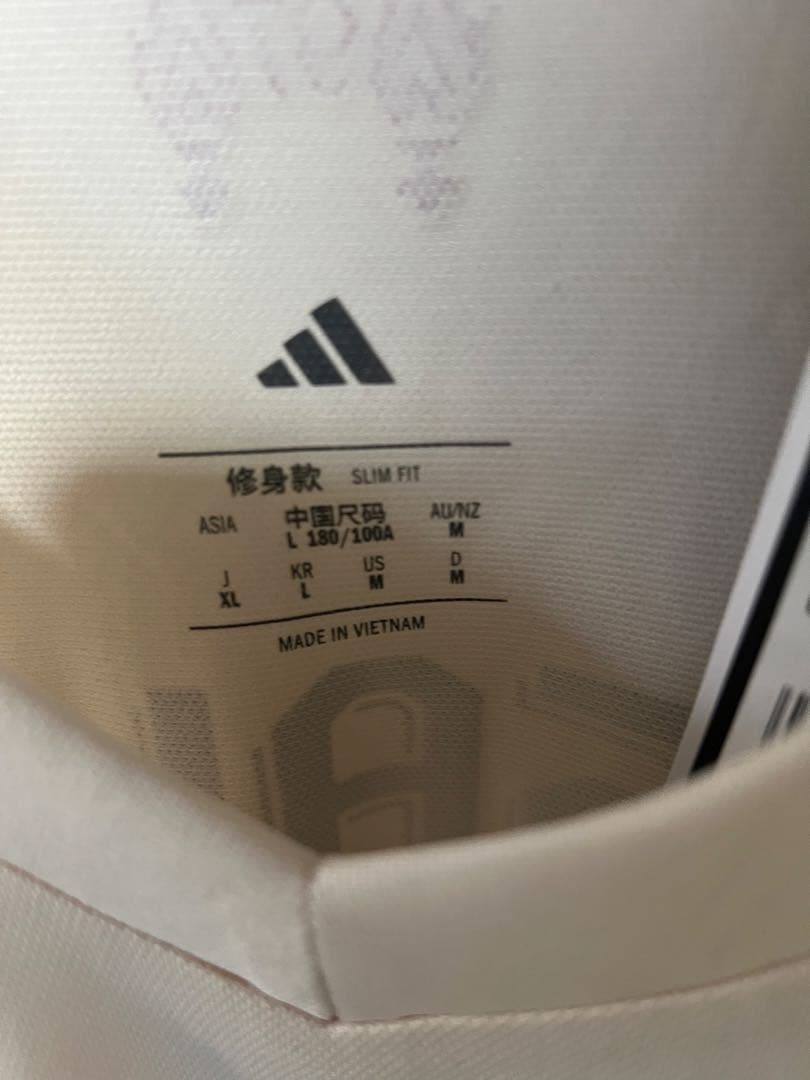 修身款 SLIM FIT
ASIA 中国尺码 AU/NZ
L 180/100A M
J KR US D
XL L M M
MADE IN VIETNAM